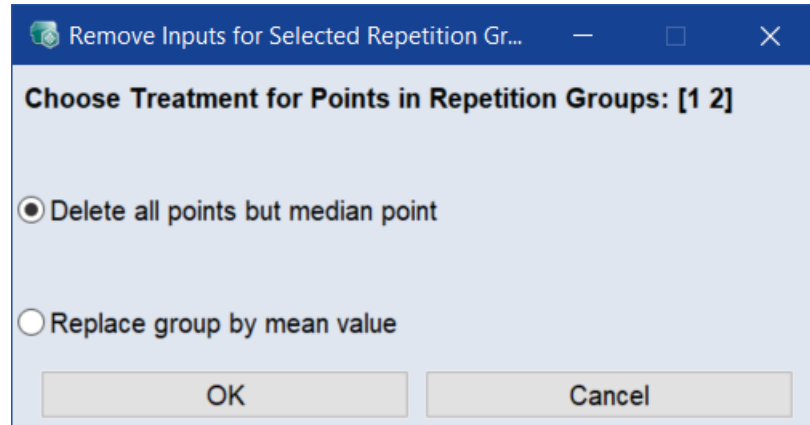 Remove Inputs for Selected Repetition Gr...
Choose Treatment for Points in Repetition Groups: [1 2]
Delete all points but median point
Replace group by mean value
OK
Cancel